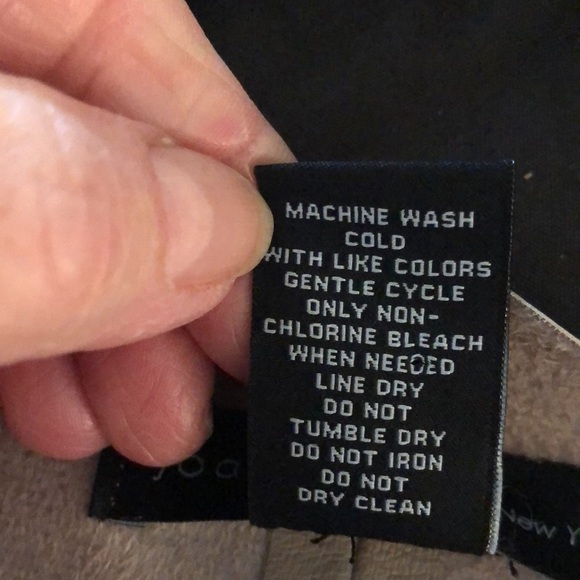 MACHINE WASH
COLD
WITH LIKE COLORS
GENTLE CYCLE
ONLY NON-
CHLORINE BLEACH
WHEN NEEDED
LINE DRY
DO NOT
TUMBLE DRY
DO NOT IRON
DO NOT
DRY CLEAN
New Y